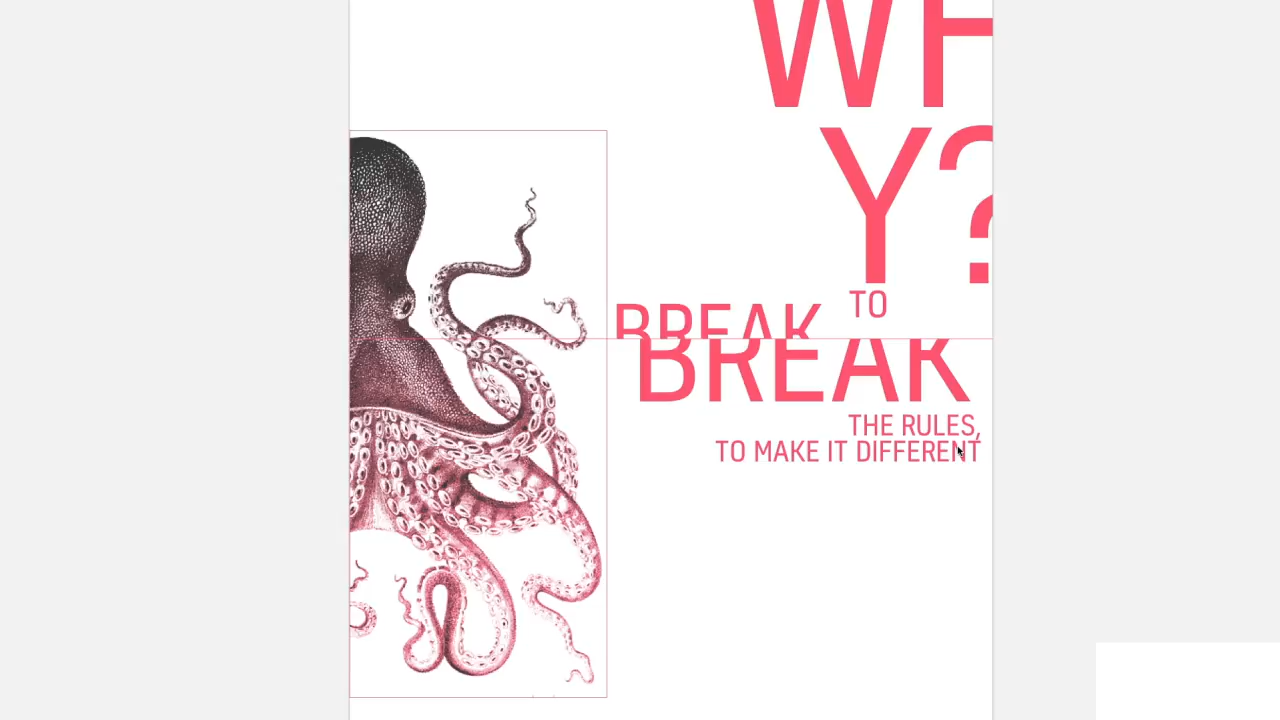 WH
Y?
TO
BREAK
BREAK
THE RULES,
TO MAKE IT DIFFERENT